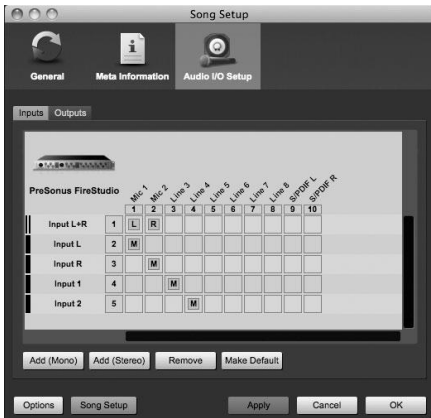 Song Setup
General Meta Information Audio I/O Setup
Inputs Outputs
PreSonus FireStudio Mic 1 Mic 2 Line 3 Line 4 Line 5 Line 6 Line 7 Line 8 S/PDIF L S/PDIF R
1 2 3 4 5 6 7 8 9 10
Input L+R 1 L R
Input L 2 M
Input R 3 M
Input 1 4 M
Input 2 5 M
Add (Mono) Add (Stereo) Remove Make Default
Options Song Setup Apply Cancel OK